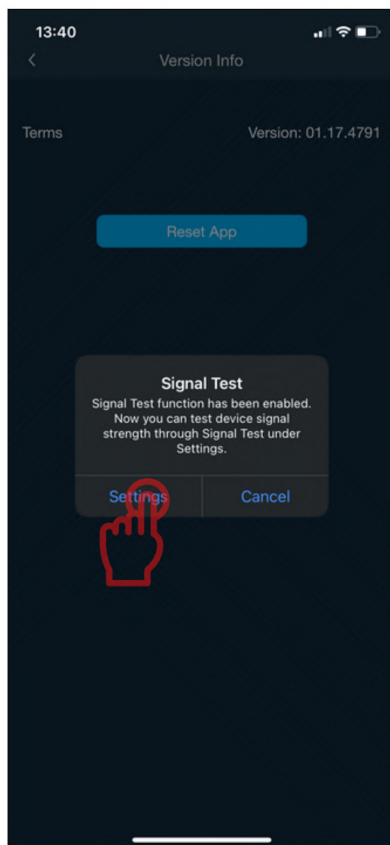 13:40
Version Info
Terms Version: 01.17.4791
Reset App
Signal Test
Signal Test function has been enabled.
Now you can test device signal
strength through Signal Test under
Settings.
Settings Cancel